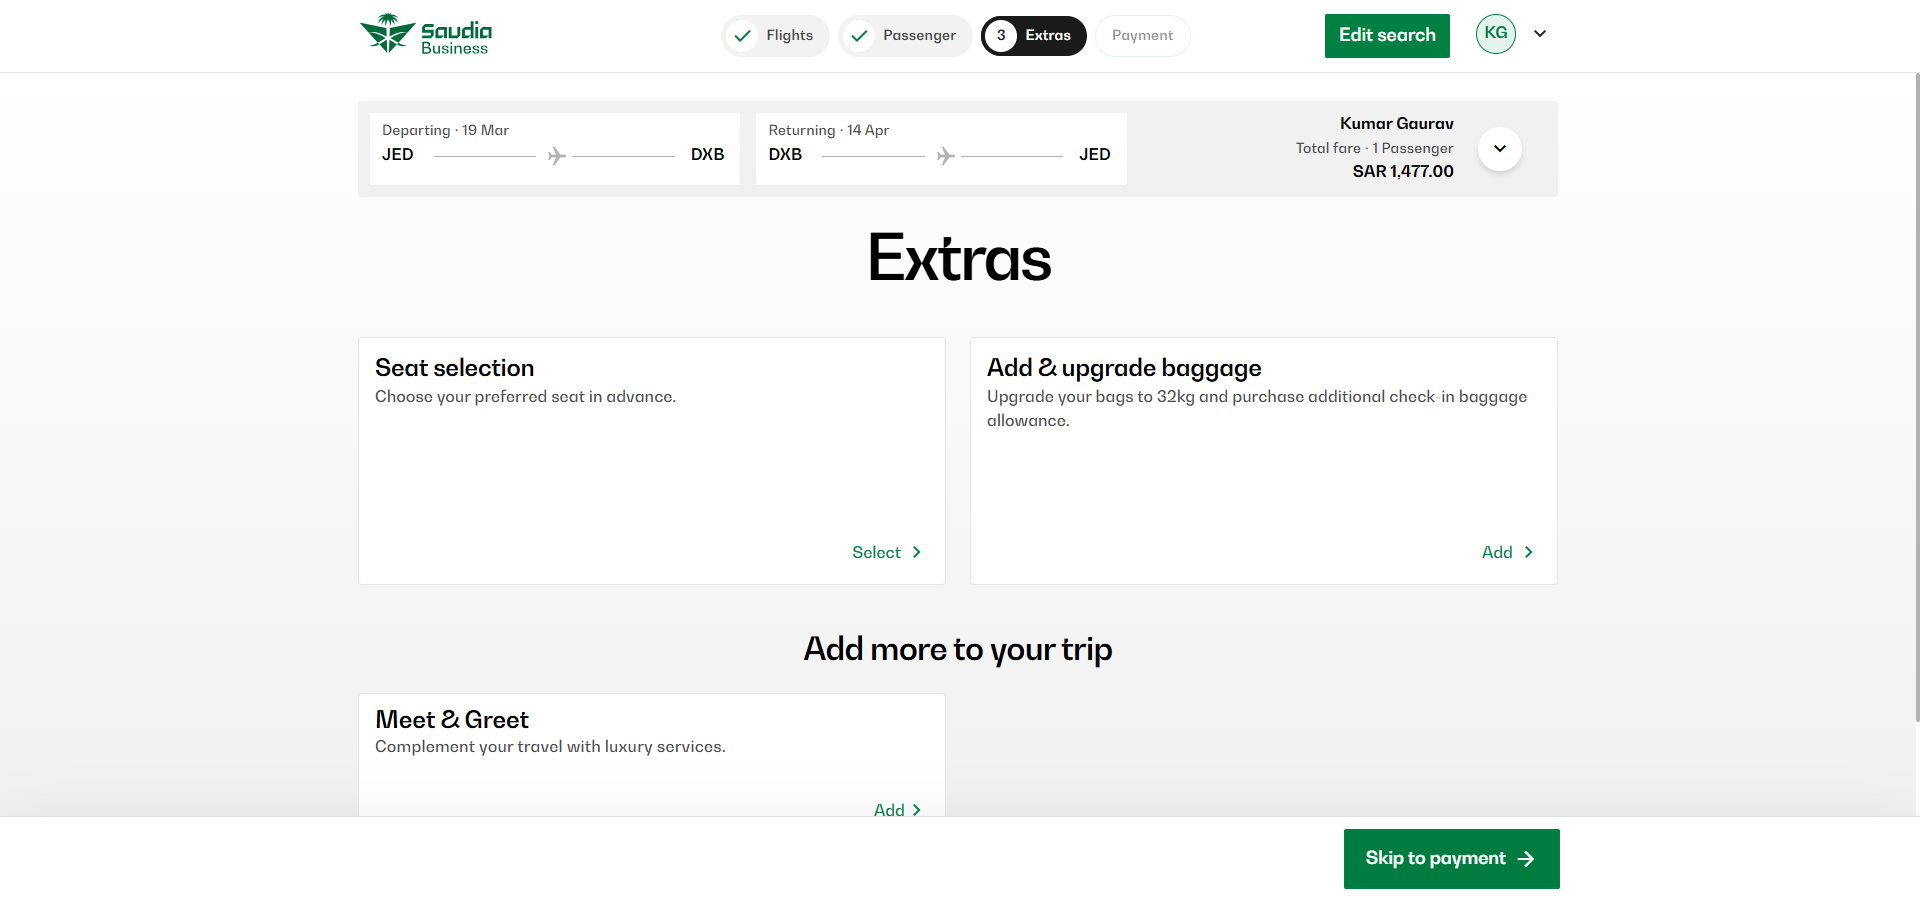 Saudia
Business
Flights
Passenger
3 Extras
Payment
Edit search
KG
Departing · 19 Mar
JED DXB
Returning · 14 Apr
DXB JED
Kumar Gaurav
Total fare · 1 Passenger
SAR 1,477.00
Extras
Seat selection
Choose your preferred seat in advance.
Select
Add & upgrade baggage
Upgrade your bags to 32kg and purchase additional check-in baggage
allowance.
Add
Add more to your trip
Meet & Greet
Complement your travel with luxury services.
Add
Skip to payment